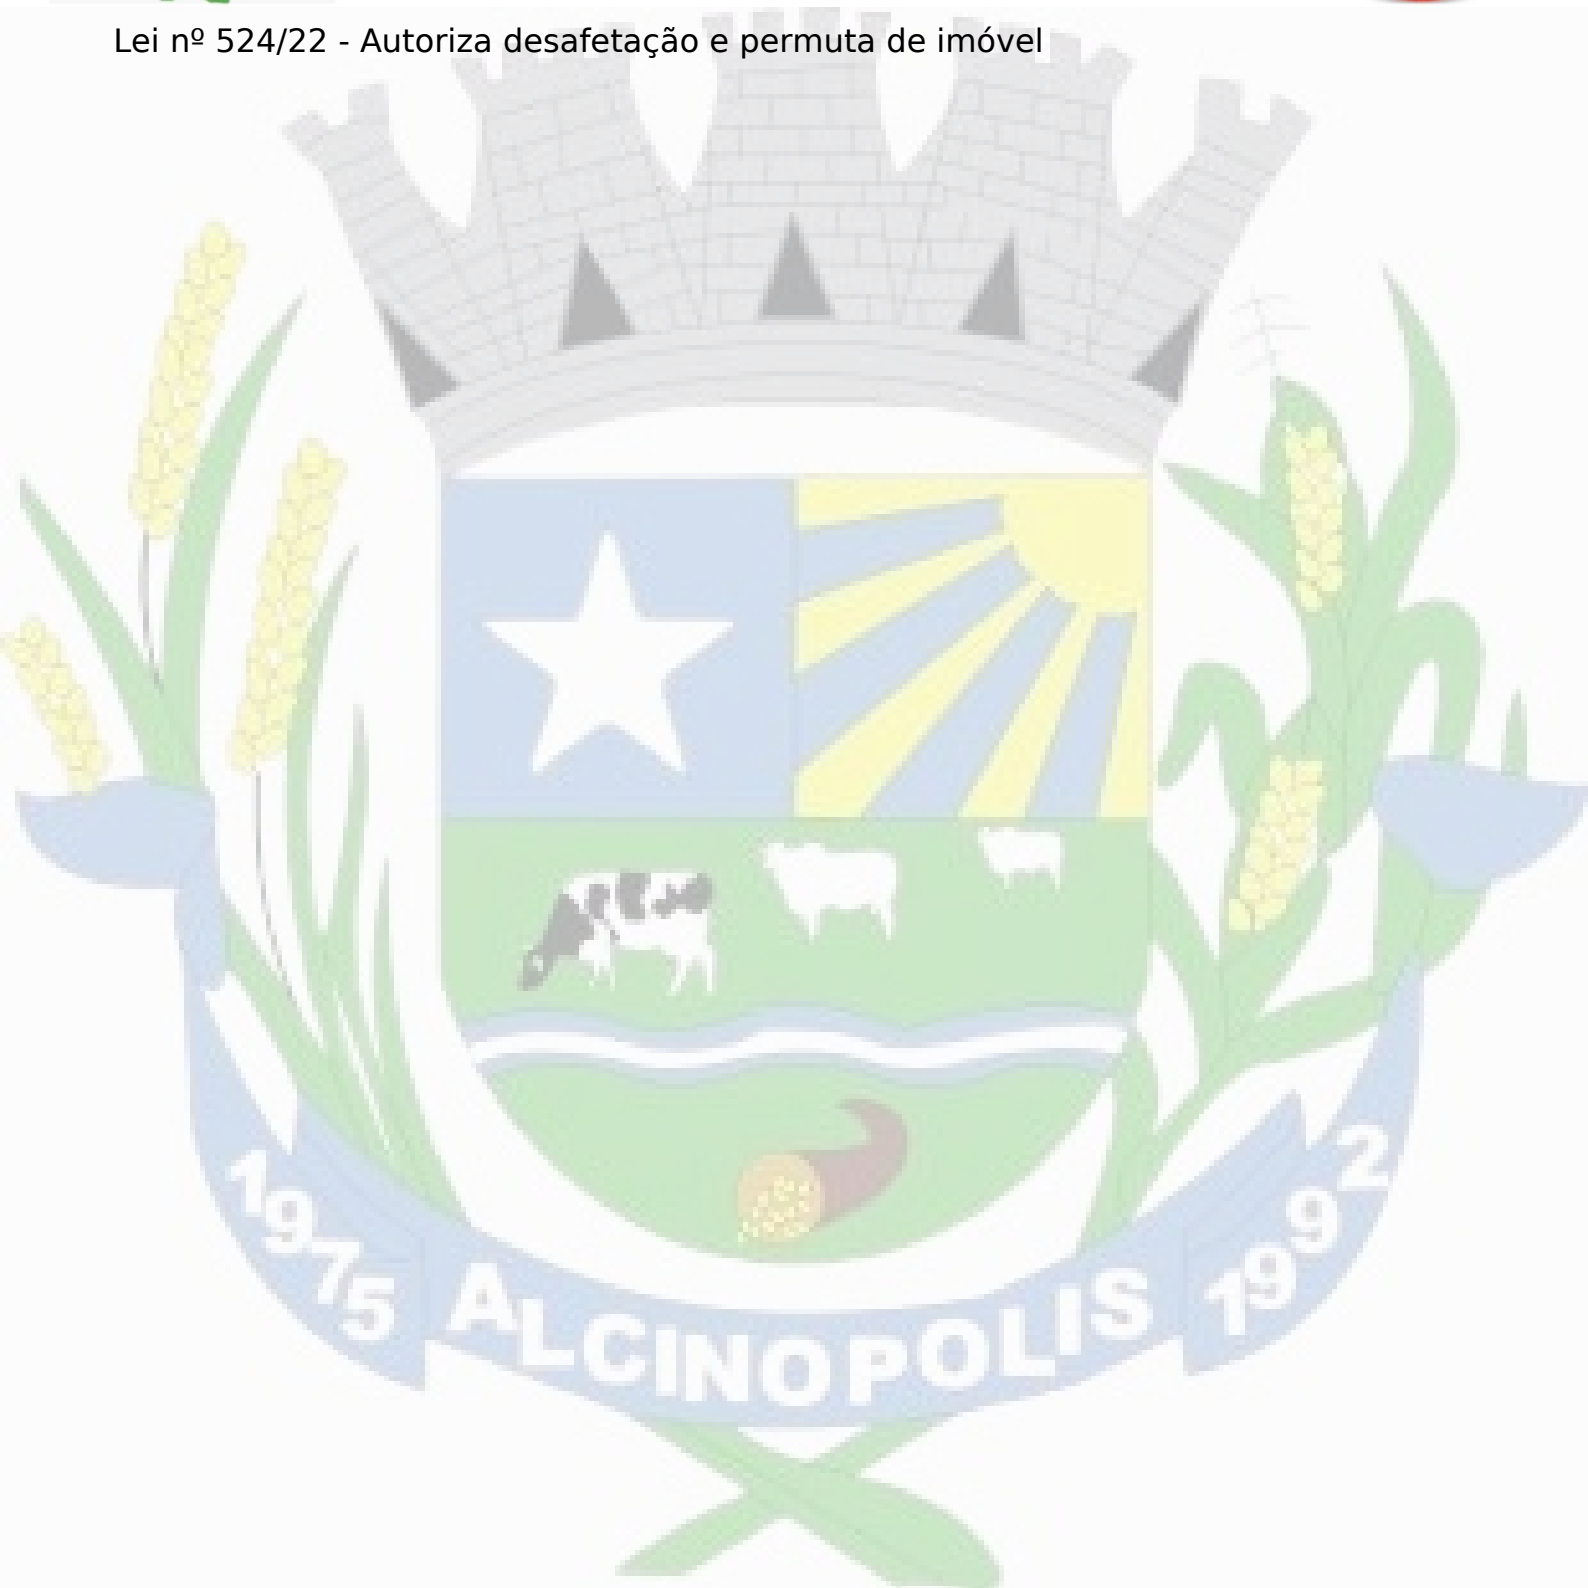 Lei nº 524/22 - Autoriza desafetação e permuta de imóvel
1975 ALCINOPOLIS 1992